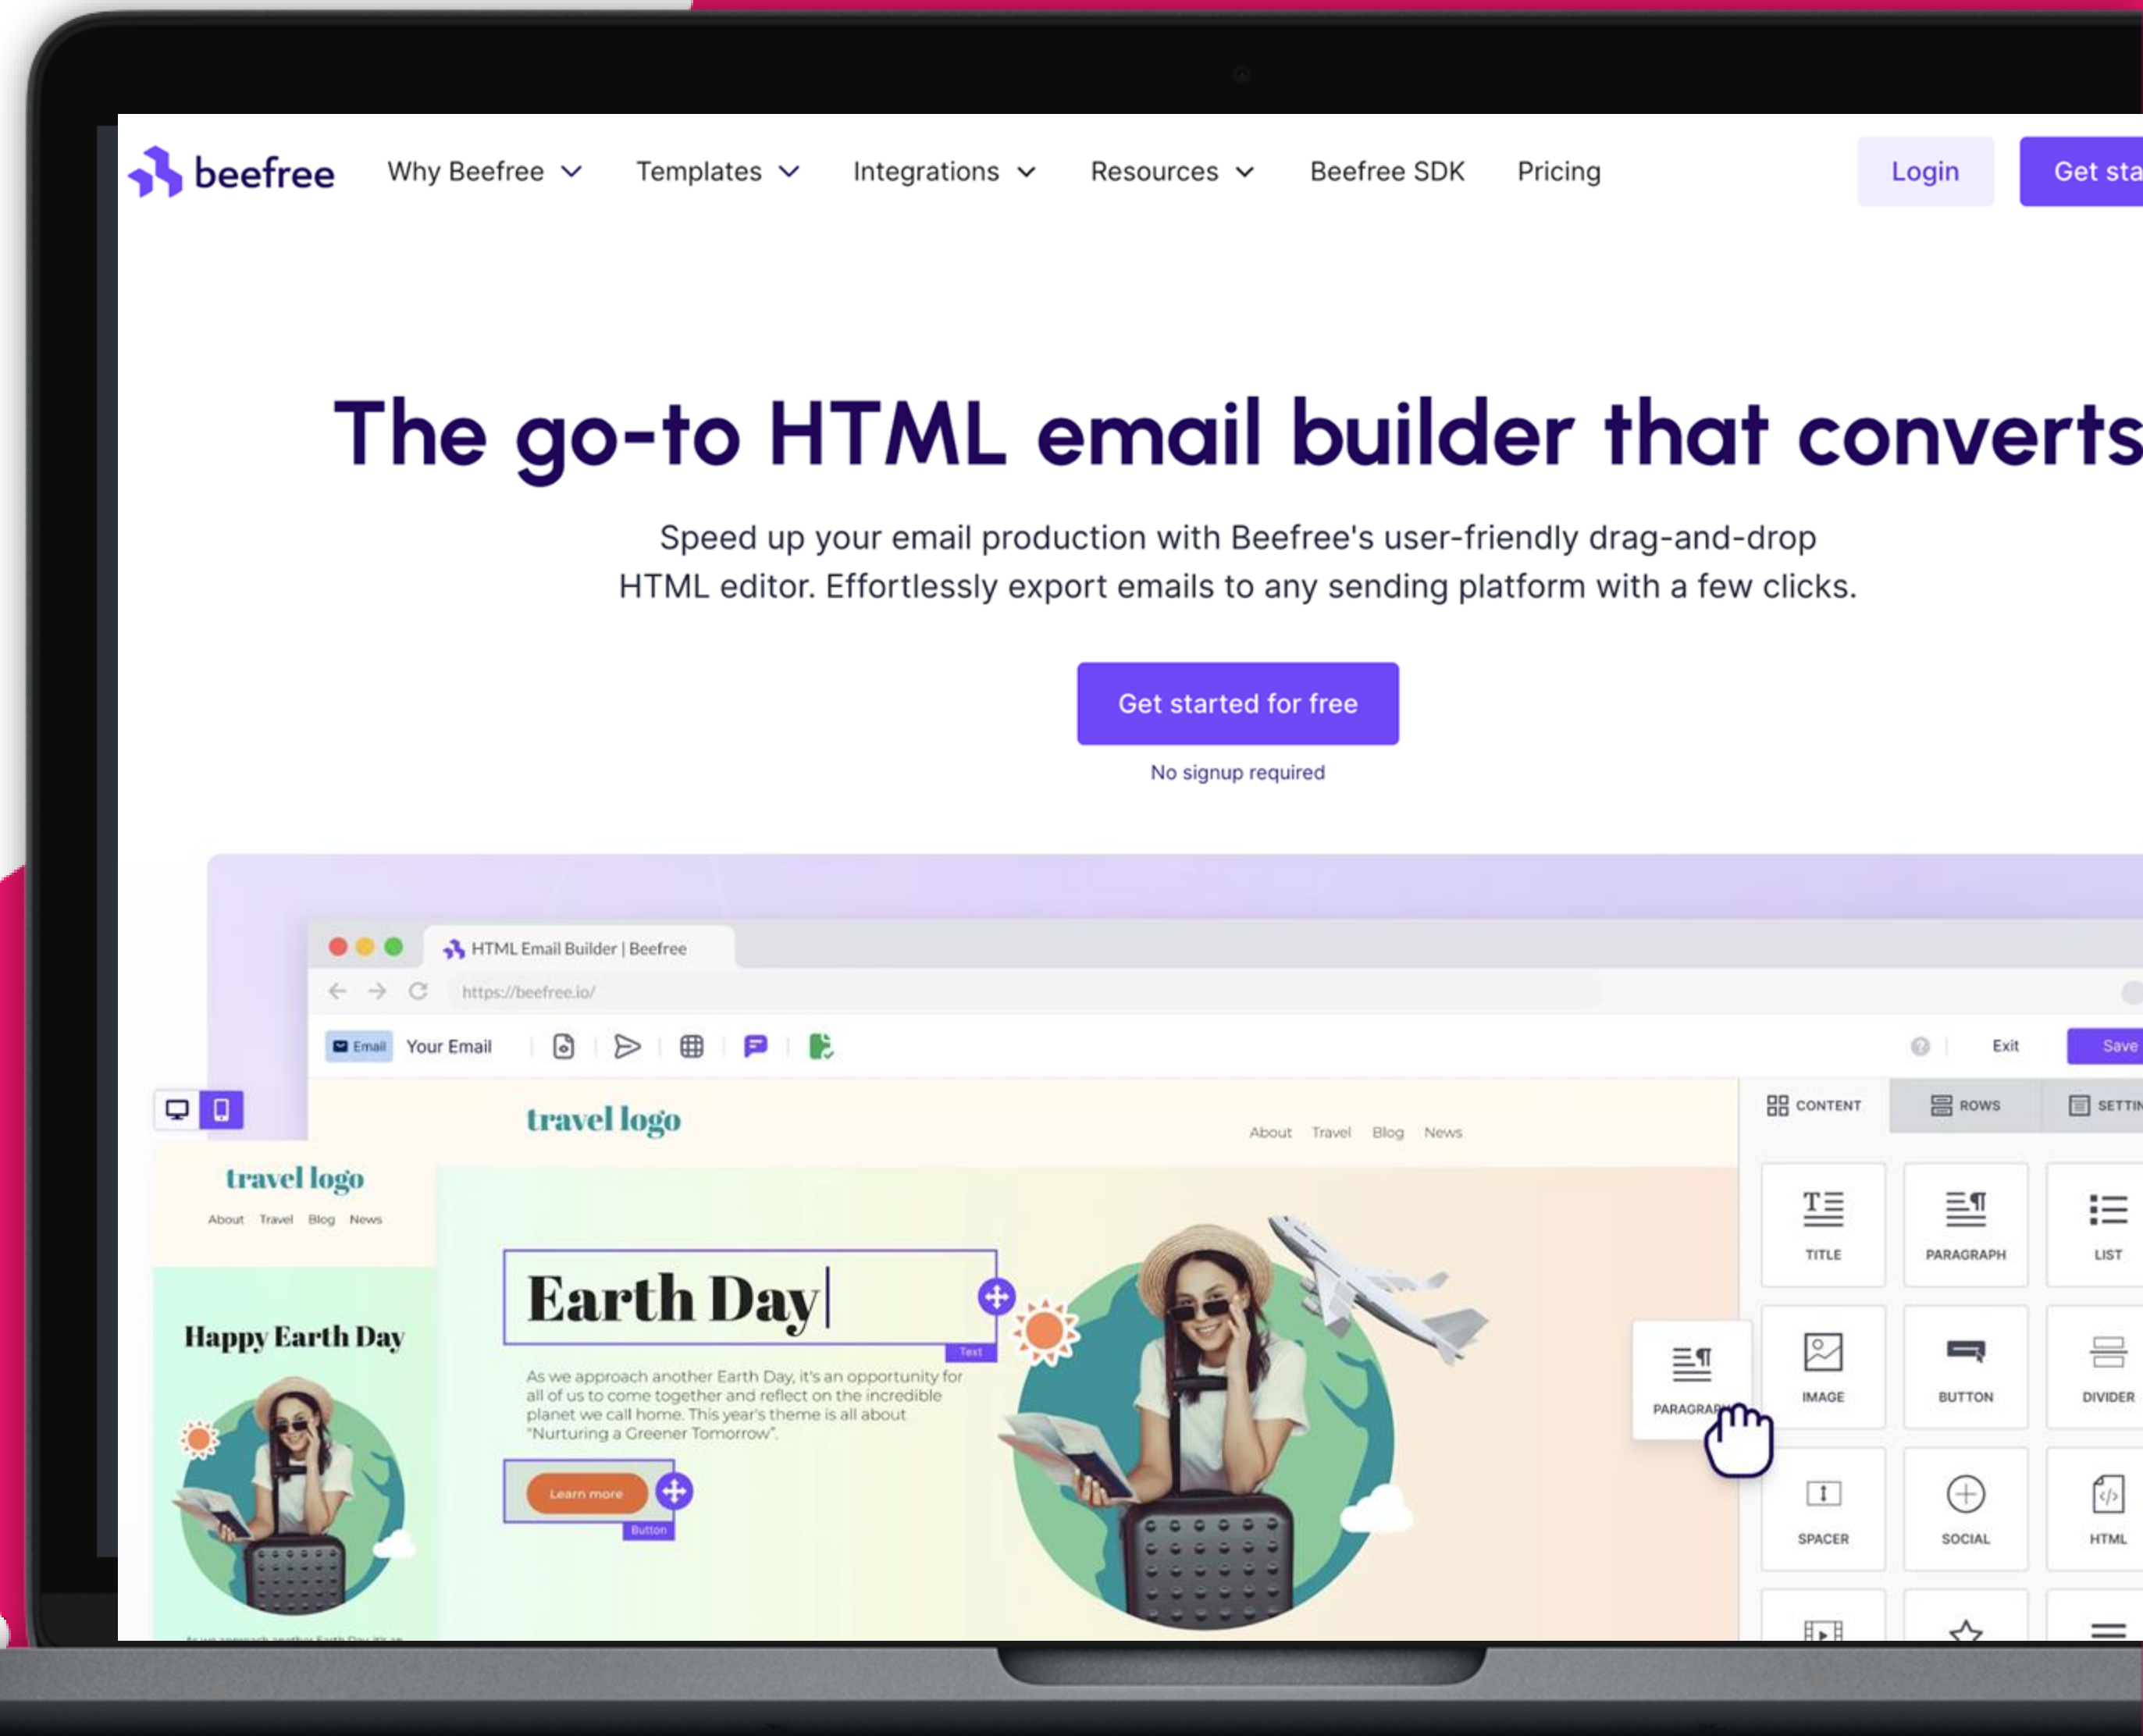 beefree Why Beefree Templates Integrations Resources Beefree SDK Pricing Login Get sta
The go-to HTML email builder that converts
Speed up your email production with Beefree's user-friendly drag-and-drop
HTML editor. Effortlessly export emails to any sending platform with a few clicks.
Get started for free
No signup required
HTML Email Builder | Beefree
https://beefree.io/
Email Your Email Exit Save
travel logo
About Travel Blog News
CONTENT ROWS SETTIN
travel logo
About Travel Blog News
Happy Earth Day
Earth Day
Text
As we approach another Earth Day, it's an opportunity for
all of us to come together and reflect on the incredible
planet we call home. This year's theme is all about
"Nurturing a Greener Tomorrow".
Learn more
Button
PARAGRAPH
TITLE PARAGRAPH LIST
IMAGE BUTTON DIVIDER
SPACER SOCIAL HTML